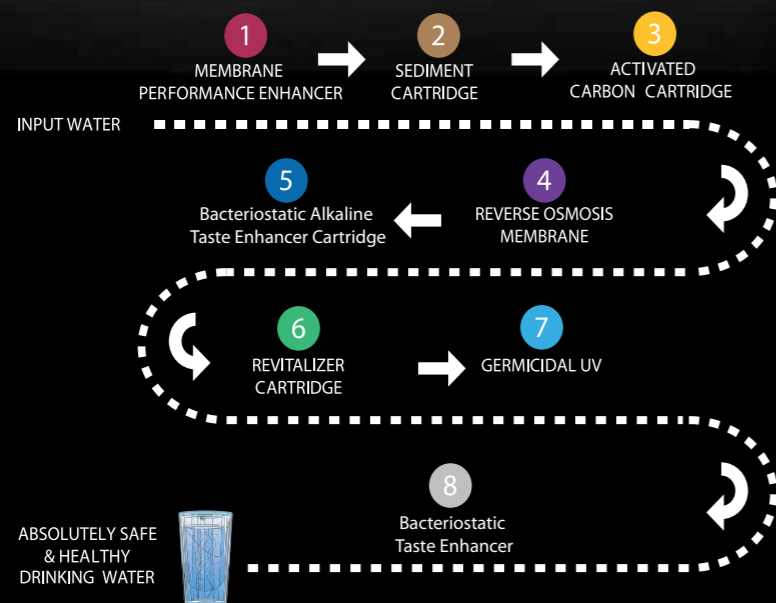 1
MEMBRANE
PERFORMANCE ENHANCER
2
SEDIMENT
CARTRIDGE
3
ACTIVATED
CARBON CARTRIDGE
INPUT WATER
4
REVERSE OSMOSIS
MEMBRANE
5
Bacteriostatic Alkaline
Taste Enhancer Cartridge
6
REVITALIZER
CARTRIDGE
7
GERMICIDAL UV
8
Bacteriostatic
Taste Enhancer
ABSOLUTELY SAFE
& HEALTHY
DRINKING WATER